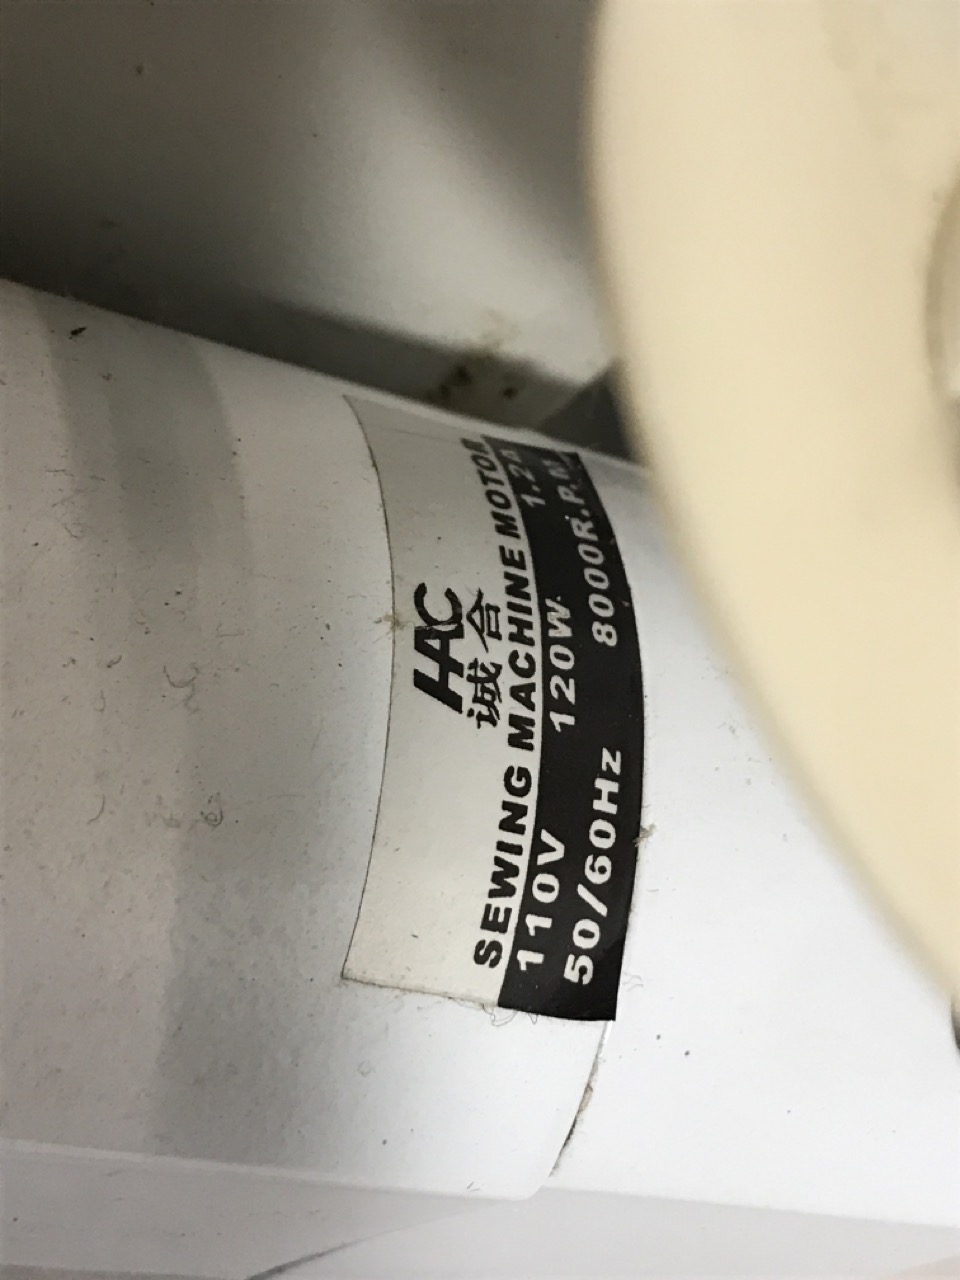 HAC
诚合
SEWING MACHINE MOTOR
110V 120W 1.2A
50/60Hz 8000R.P.M